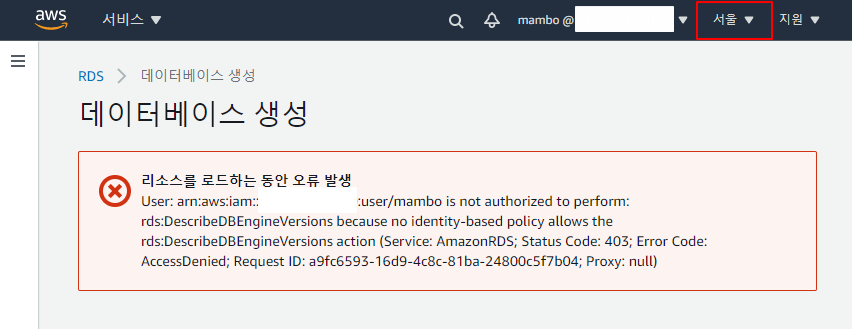 aws 서비스 mambo @ 서울 지원
RDS 데이터베이스 생성
데이터베이스 생성
리소스를 로드하는 동안 오류 발생
User: arn:aws:iam:: :user/mambo is not authorized to perform:
rds:DescribeDBEngineVersions because no identity-based policy allows the
rds:DescribeDBEngineVersions action (Service: AmazonRDS; Status Code: 403; Error Code:
AccessDenied; Request ID: a9fc6593-16d9-4c8c-81ba-24800c5f7b04; Proxy: null)